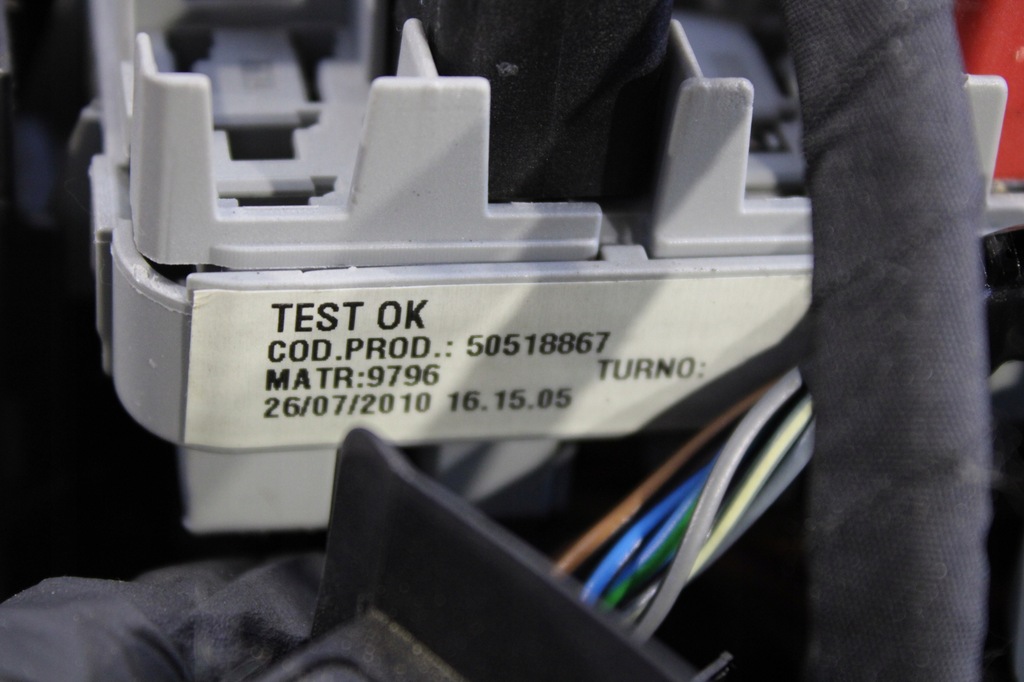 TEST OK
COD.PROD.: 50518867
MATR:9796 TURNO:
26/07/2010 16.15.05